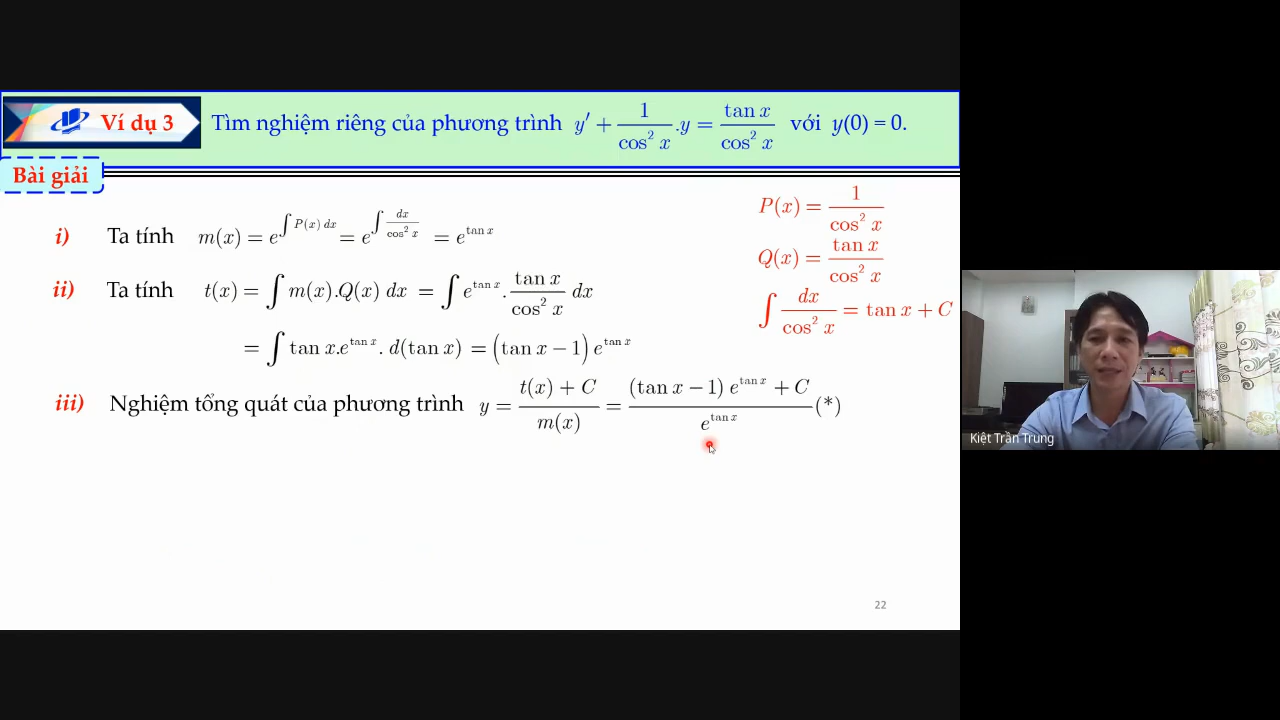 Ví dụ 3 Tìm nghiệm riêng của phương trình y′ + 1/cos² x .y = tan x/cos² x với y(0) = 0.
Bài giải
P(x) = 1/cos² x
i) Ta tính m(x) = e^{∫ P(x) dx} = e^{∫ dx/cos² x} = e^{tan x}
Q(x) = tan x/cos² x
ii) Ta tính t(x) = ∫ m(x).Q(x) dx = ∫ e^{tan x}. tan x/cos² x dx
∫ dx/cos² x = tan x + C
= ∫ tan x.e^{tan x}. d(tan x) = (tan x − 1) e^{tan x}
iii) Nghiệm tổng quát của phương trình y = (t(x) + C)/m(x) = ((tan x − 1) e^{tan x} + C)/e^{tan x} (*)
Kiệt Trần Trung
22